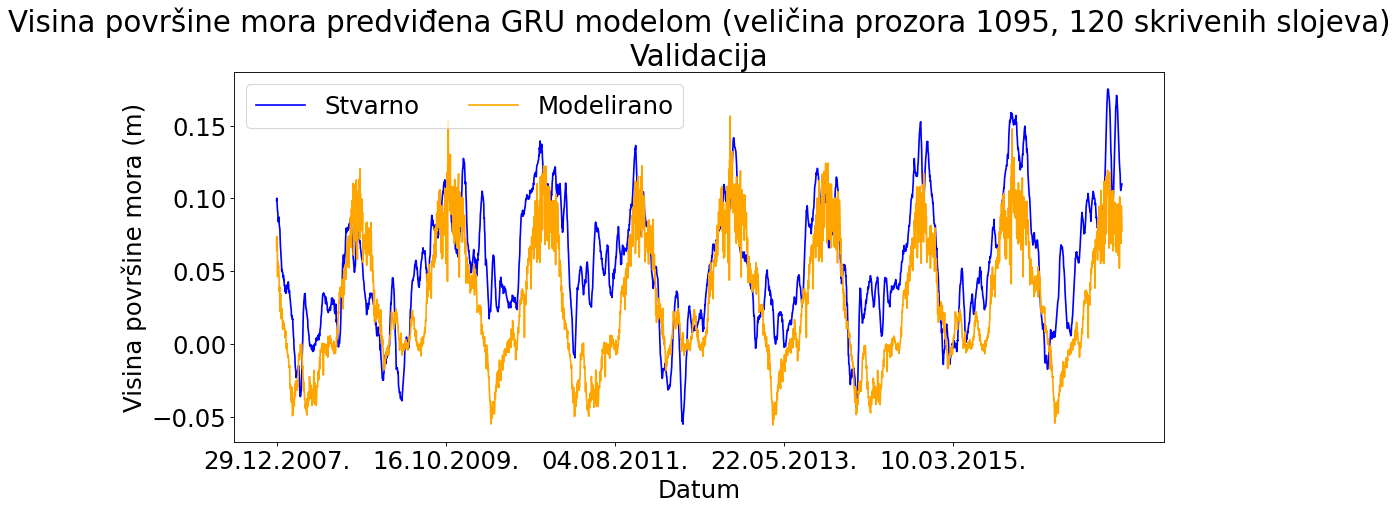 Visina površine mora predviđena GRU modelom (veličina prozora 1095, 120 skrivenih slojeva)
Validacija
Stvarno
Modelirano
Visina površine mora (m)
0.15
0.10
0.05
0.00
−0.05
29.12.2007.
16.10.2009.
04.08.2011.
22.05.2013.
10.03.2015.
Datum